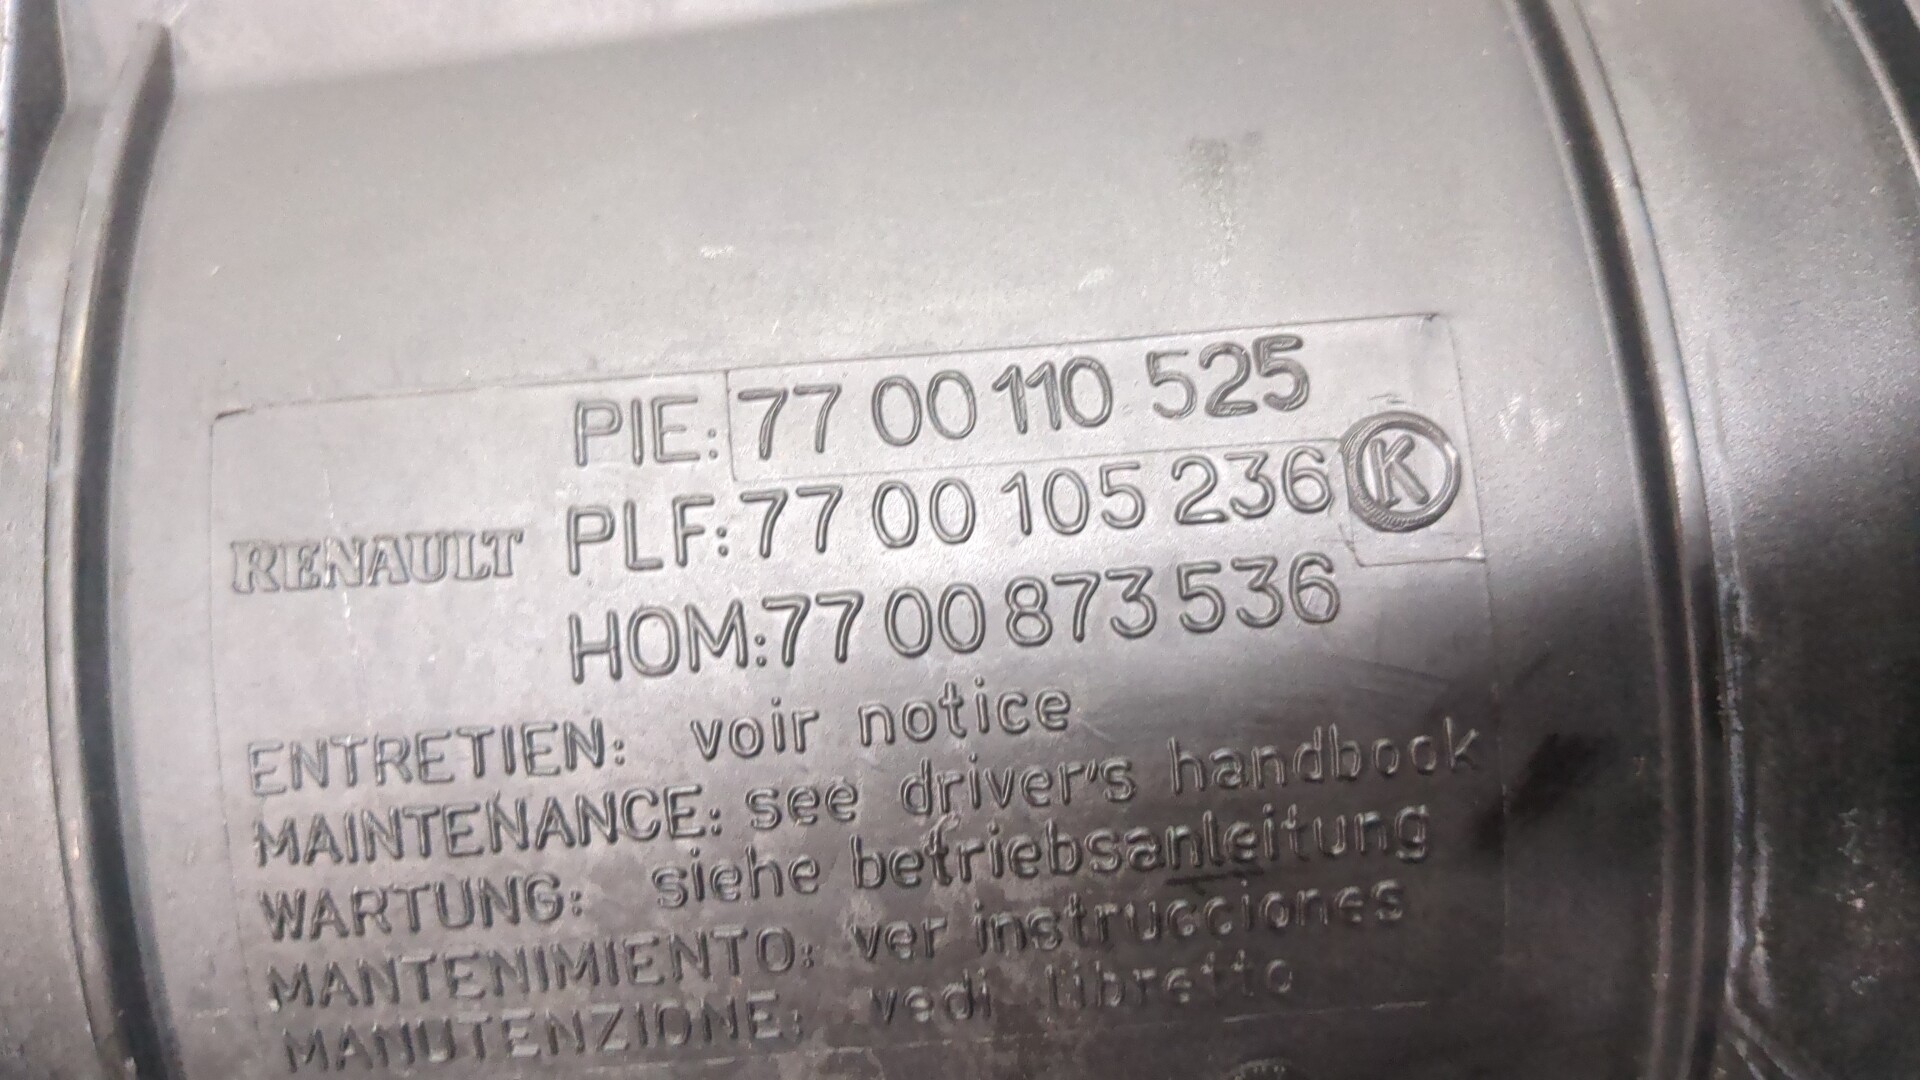 PIE: 77 00 110 525
RENAULT PLF: 77 00 105 236 K
HOM: 77 00 873 536
ENTRETIEN: voir notice
MAINTENANCE: see driver's handbook
WARTUNG: siehe betriebsanleitung
MANTENIMIENTO: ver instrucciones
MANUTENZIONE: vedi libretto